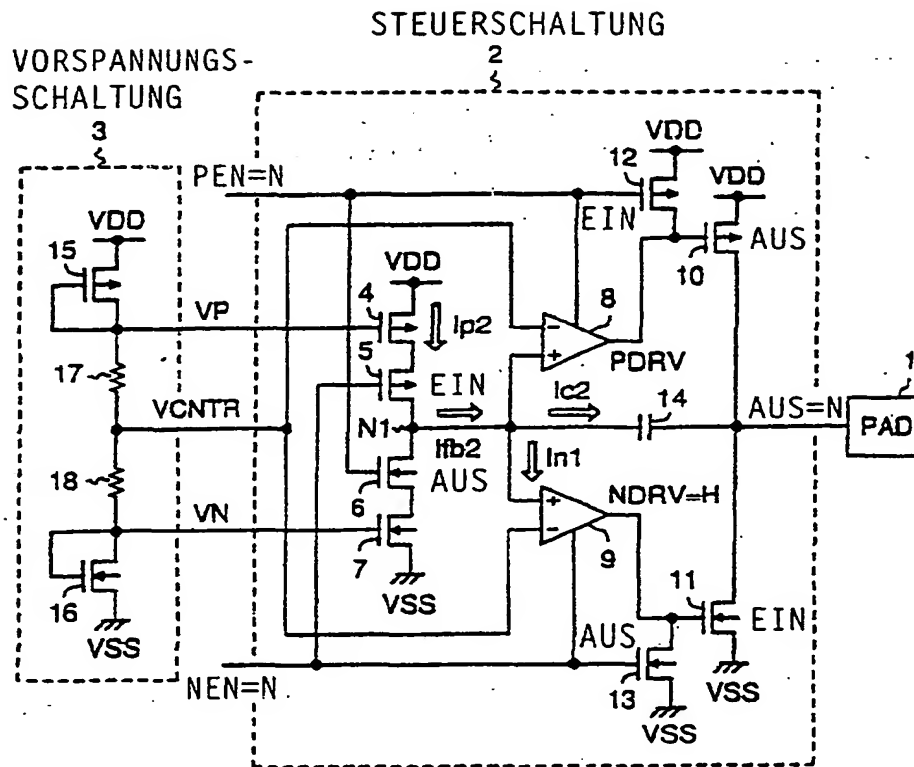 STEUERSCHALTUNG
2
VORSPANNUNGS-
SCHALTUNG
3
PEN=N
12
VDD
VDD
EIN
10
AUS
VDD
15
VP
VDD
4
Ip2
8
PDRV
5
EIN
17
VCNTR
N1
Ifb2
Ic2
14
AUS=N
1
PAD
In1
18
AUS
6
NDRV=H
VN
7
9
11
EIN
16
VSS
VSS
AUS
NEN=N
13
VSS
VSS